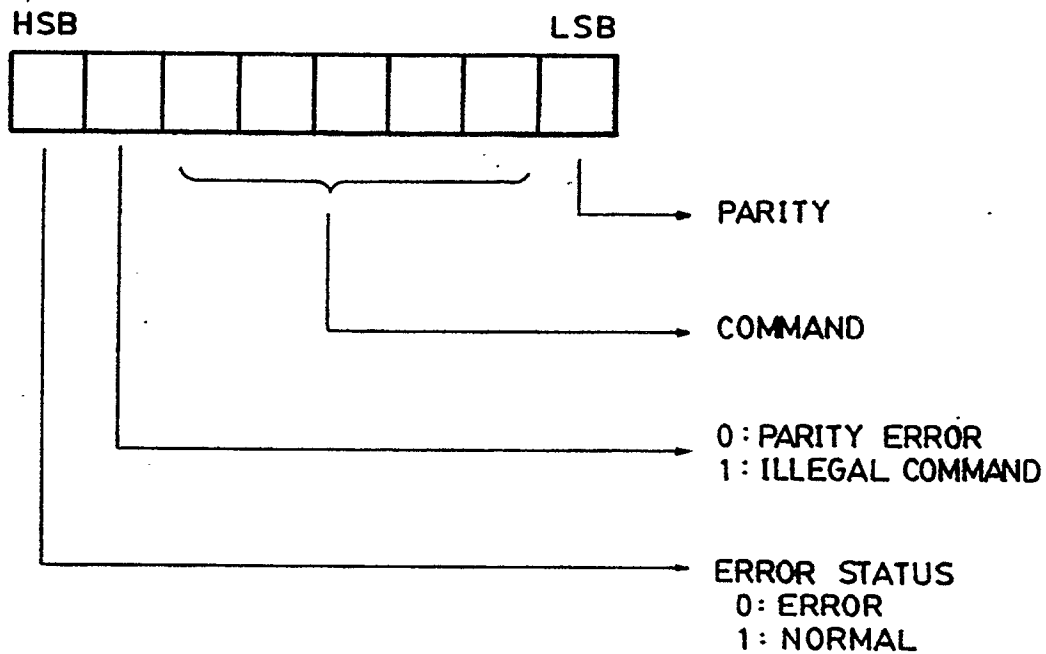 HSB LSB
PARITY
COMMAND
0: PARITY ERROR
1: ILLEGAL COMMAND
ERROR STATUS
0: ERROR
1: NORMAL